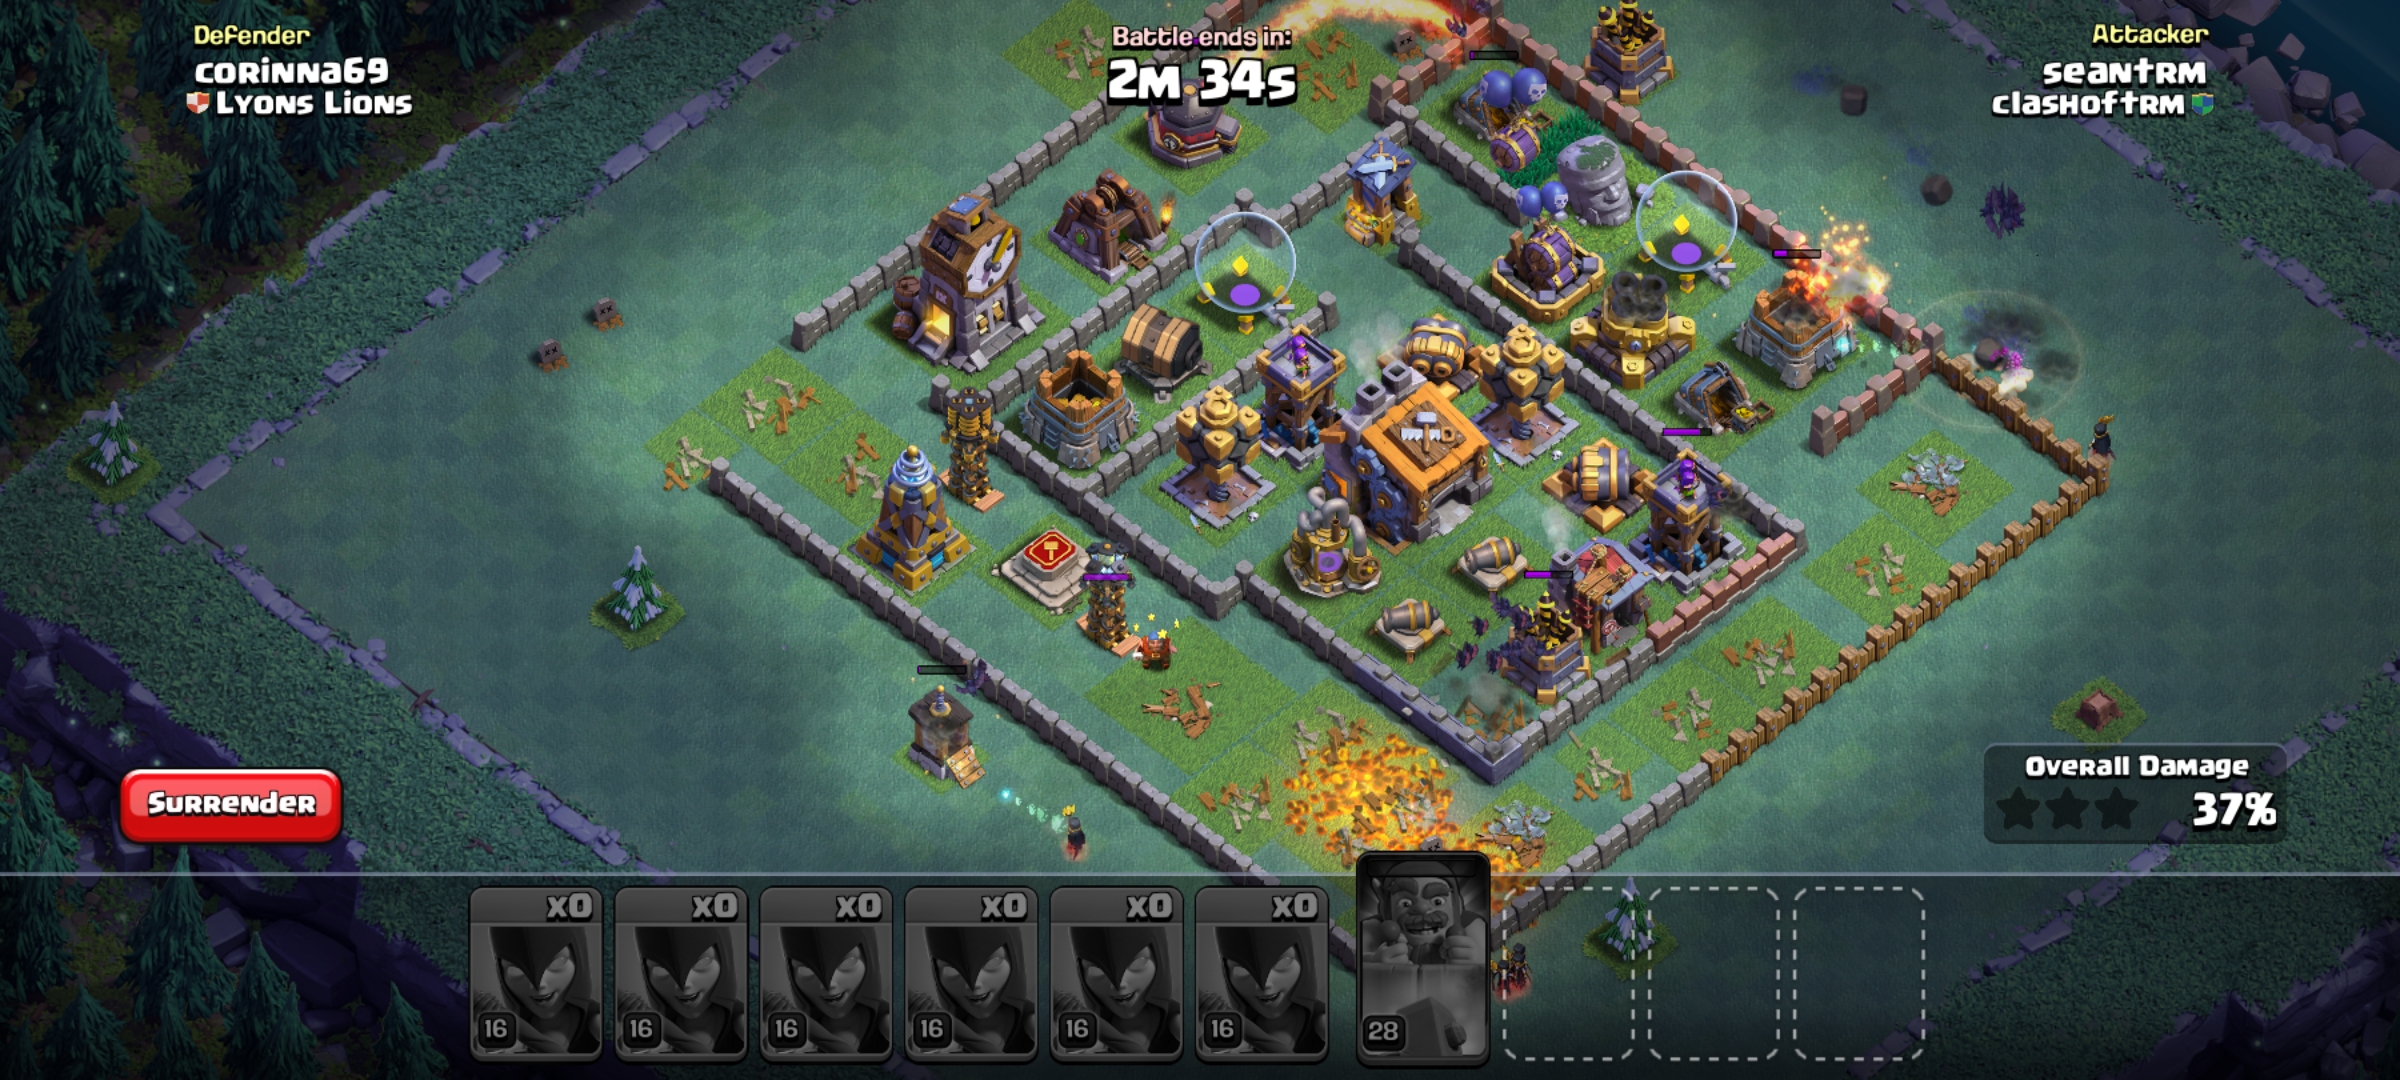 Defender
corinna69
Lyons Lions
Battle ends in:
2m 34s
Attacker
seantrm
clashoftrm
Surrender
Overall Damage
37%
x0
x0
x0
x0
x0
x0
16
16
16
16
16
16
28